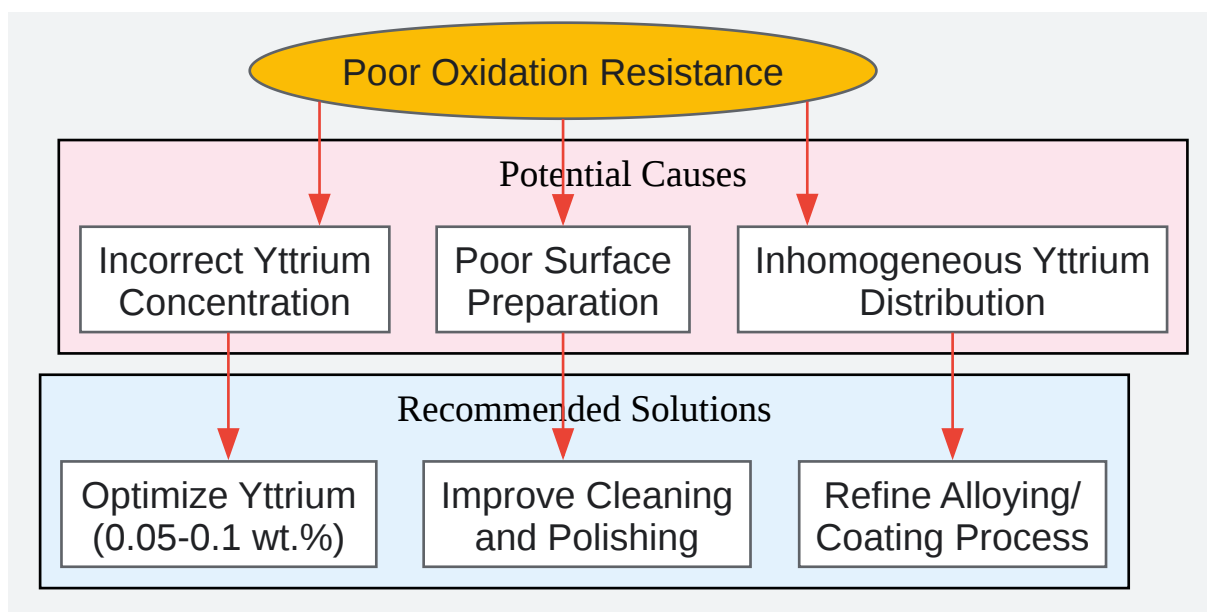 Poor Oxidation Resistance
Potential Causes
Incorrect Yttrium
Concentration
Poor Surface
Preparation
Inhomogeneous Yttrium
Distribution
Recommended Solutions
Optimize Yttrium
(0.05-0.1 wt.%)
Improve Cleaning
and Polishing
Refine Alloying/
Coating Process